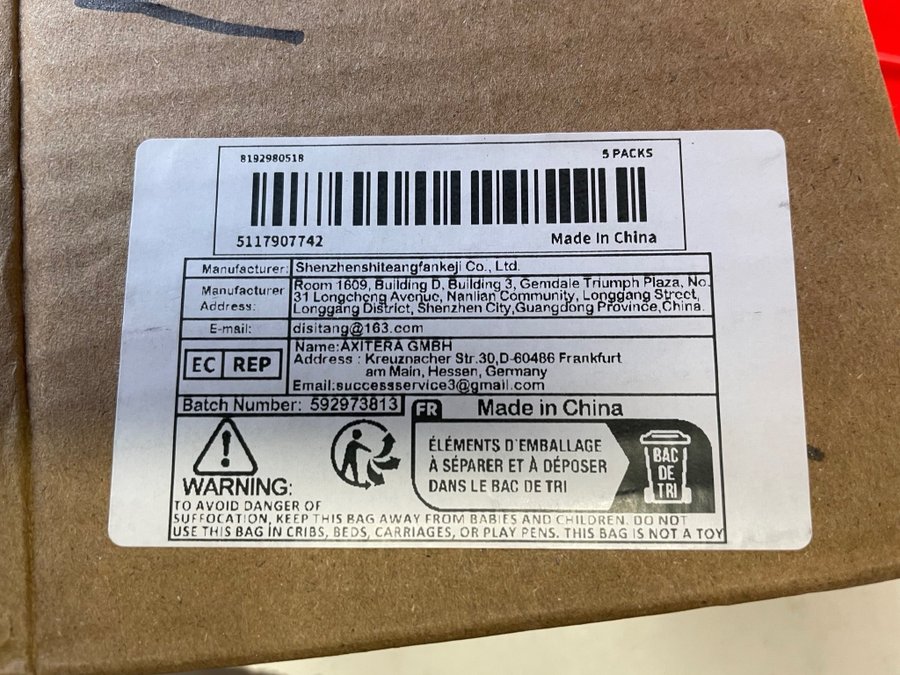 8192980518 5 PACKS
5117907742 Made In China
Manufacturer: Shenzhenshiteangfankeji Co., Ltd.
Manufacturer Address: Room 1609, Building D, Building 3, Gemdale Triumph Plaza, No.
31 Longcheng Avenue, Nanlian Community, Longgang Street,
Longgang District, Shenzhen City,Guangdong Province,China.
E-mail: disitang@163.com
EC REP
Name:AXITERA GMBH
Address : Kreuznacher Str.30,D-60486 Frankfurt
am Main, Hessen, Germany
Email:successservice3@gmail.com
Batch Number: 592973813
FR Made in China
ÉLÉMENTS D'EMBALLAGE
À SÉPARER ET À DÉPOSER
DANS LE BAC DE TRI
BAC
DE
TRI
WARNING:
TO AVOID DANGER OF
SUFFOCATION, KEEP THIS BAG AWAY FROM BABIES AND CHILDREN. DO NOT
USE THIS BAG IN CRIBS, BEDS, CARRIAGES, OR PLAY PENS. THIS BAG IS NOT A TOY